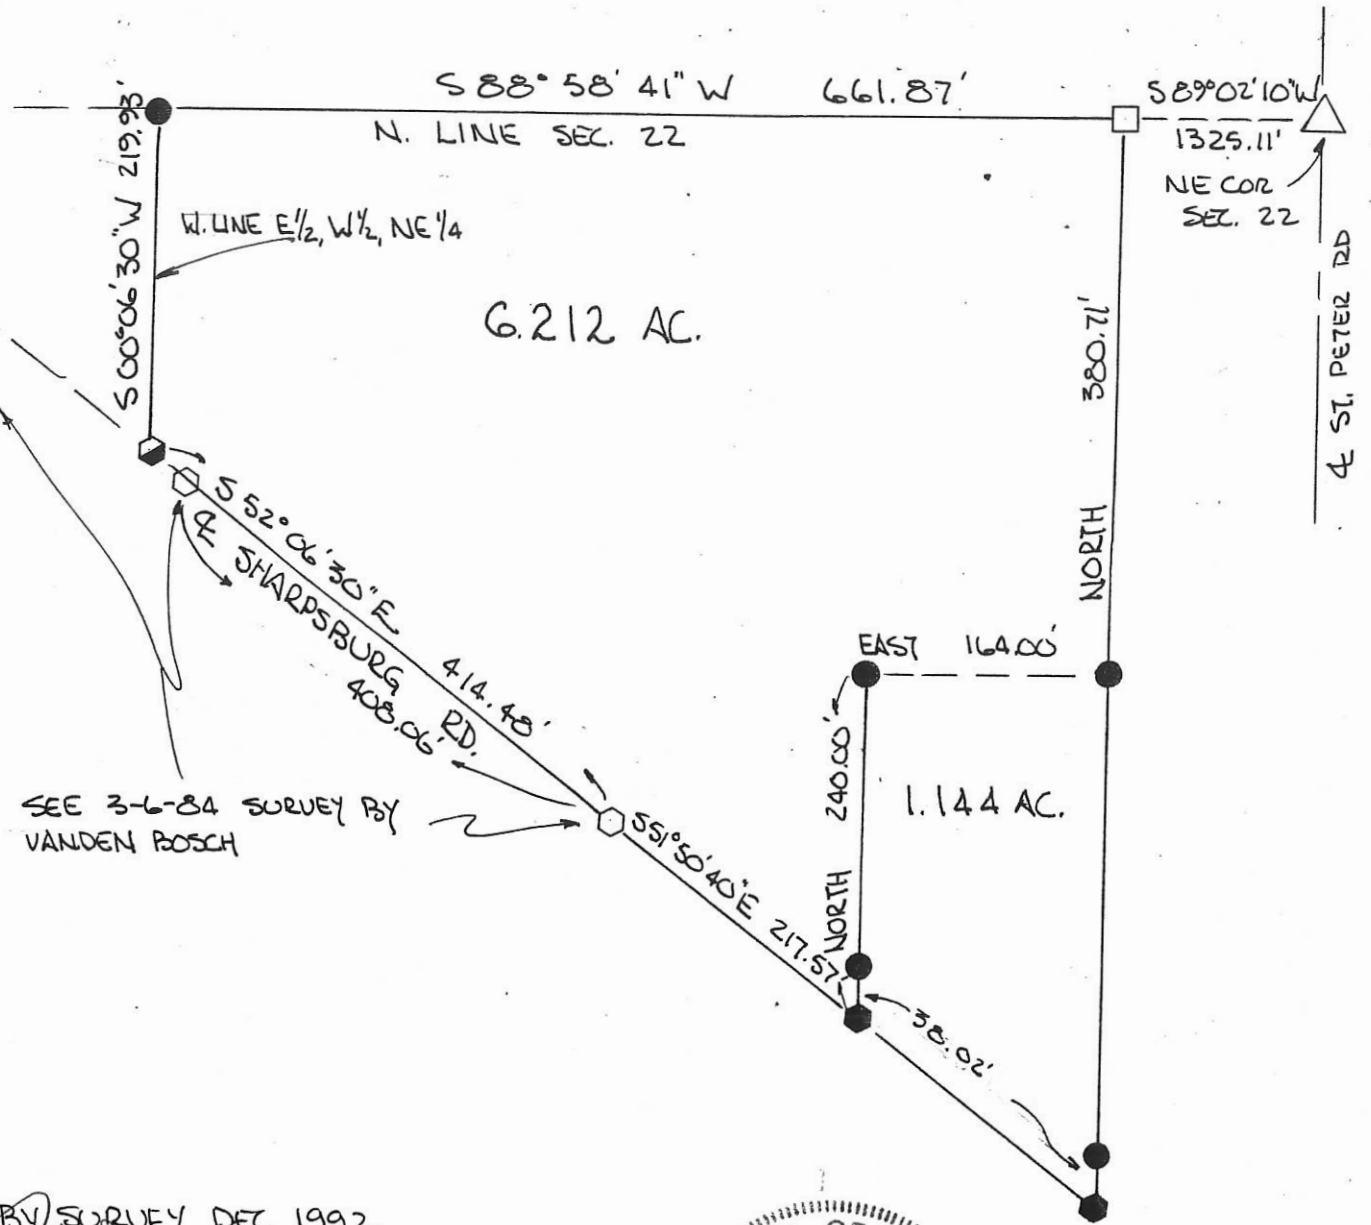 S 88° 58' 41" W 661.87'
S 89°02'10"W
N. LINE SEC. 22
1325.11'
NE COR
SEC. 22
S 00°06'30"W 219.93'
W. LINE E½, W½, NE ¼
6.212 AC.
380.71'
NORTH
℄ ST. PETER RD
S 52°06'30"E
414.48'
℄ SHARPSBURG RD.
408.06'
EAST 164.00'
240.00'
NORTH
1.144 AC.
SEE 3-6-84 SURVEY BY
VANDEN BOSCH
S51°50'40"E 217.57'
38.02'
BY SURVEY DEC. 1992